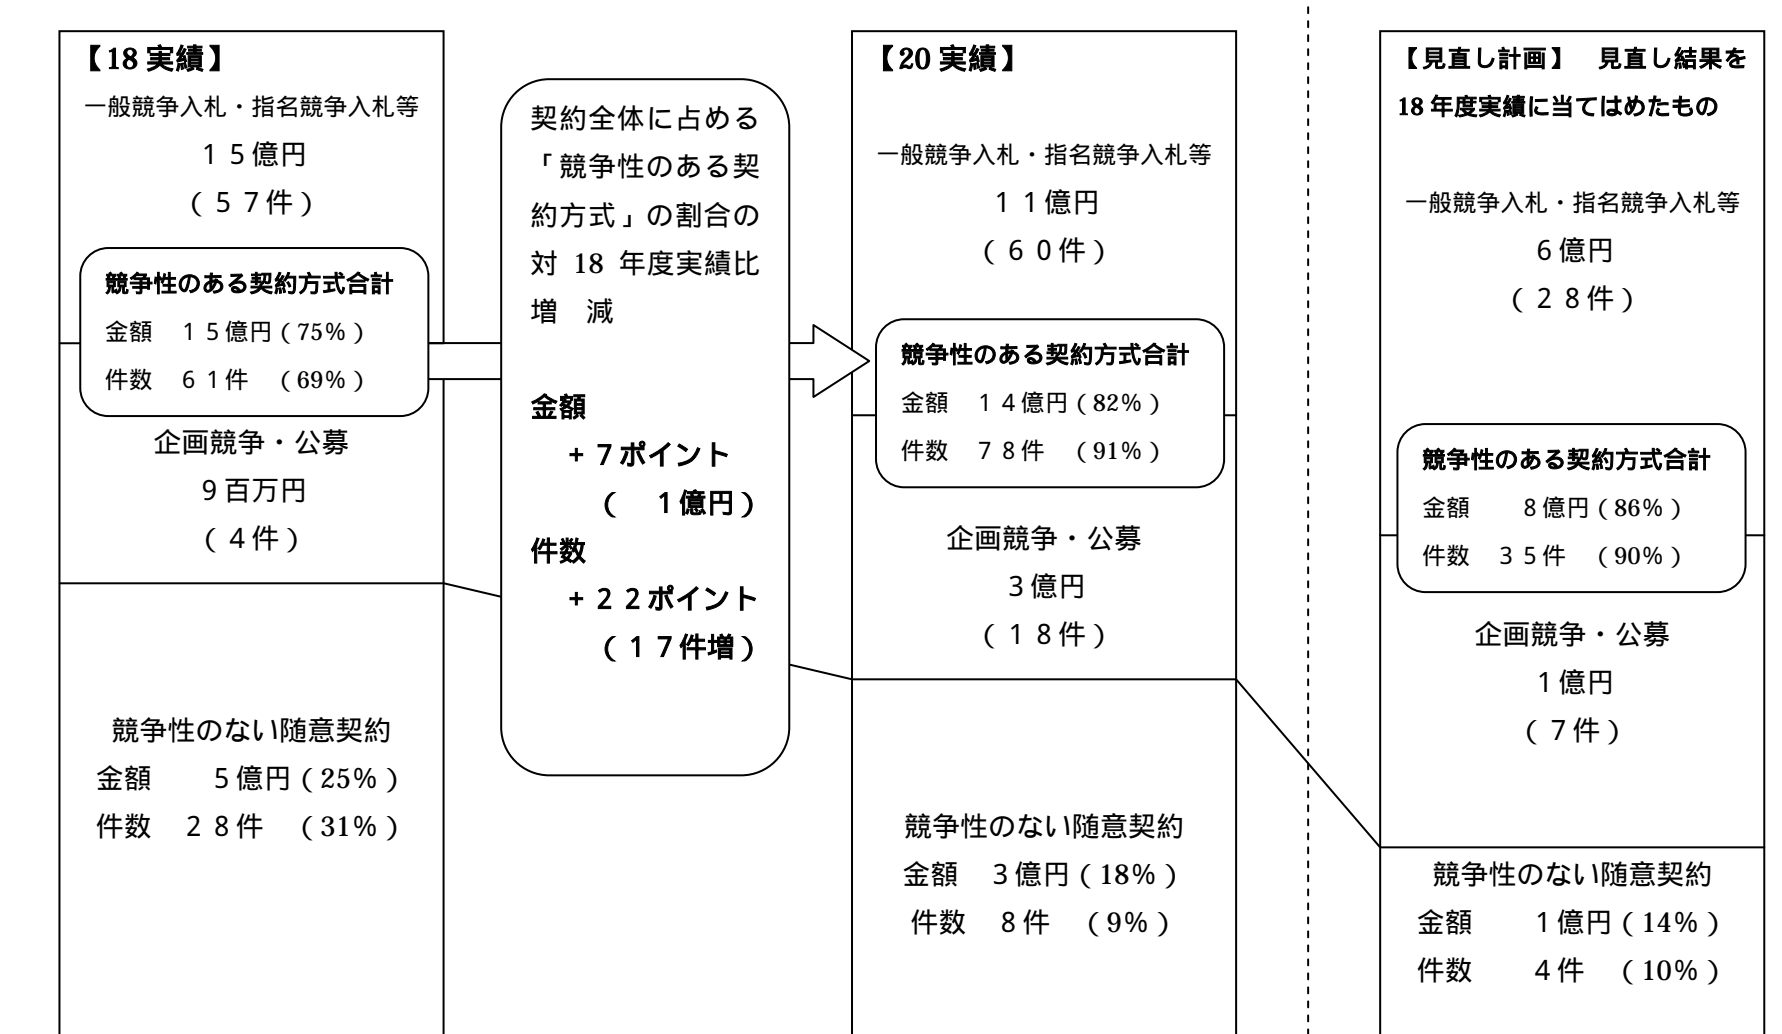 【18 実績】
一般競争入札・指名競争入札等
１５億円
（５７件）
競争性のある契約方式合計
金額　１５億円（75%）
件数　６１件　（69%）
企画競争・公募
９百万円
（４件）
競争性のない随意契約
金額　　５億円（25%）
件数　２８件　（31%）
契約全体に占める
「競争性のある契
約方式」の割合の
対 18 年度実績比
増　減
金額
+７ポイント
（　１億円）
件数
+２２ポイント
（１７件増）
【20 実績】
一般競争入札・指名競争入札等
１１億円
（６０件）
競争性のある契約方式合計
金額　１４億円（82%）
件数　７８件　（91%）
企画競争・公募
３億円
（１８件）
競争性のない随意契約
金額　３億円（18%）
件数　８件　（9%）
【見直し計画】　見直し結果を
18 年度実績に当てはめたもの
一般競争入札・指名競争入札等
６億円
（２８件）
競争性のある契約方式合計
金額　　８億円（86%）
件数　３５件　（90%）
企画競争・公募
１億円
（７件）
競争性のない随意契約
金額　　１億円（14%）
件数　　４件　（10%）